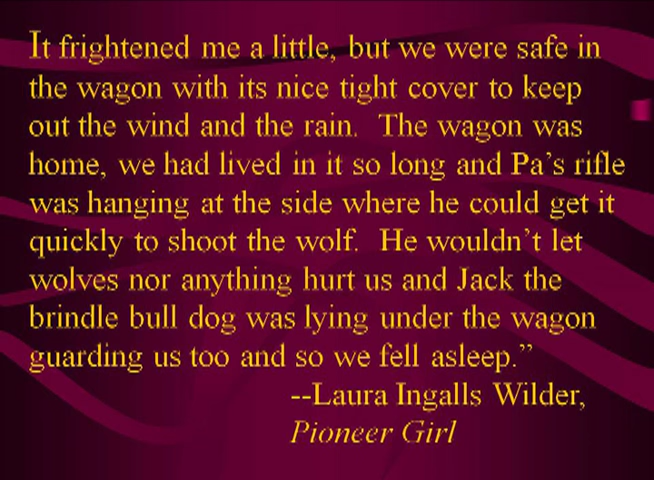 It frightened me a little, but we were safe in
the wagon with its nice tight cover to keep
out the wind and the rain.  The wagon was
home, we had lived in it so long and Pa’s rifle
was hanging at the side where he could get it
quickly to shoot the wolf.  He wouldn’t let
wolves nor anything hurt us and Jack the
brindle bull dog was lying under the wagon
guarding us too and so we fell asleep.”
--Laura Ingalls Wilder,
Pioneer Girl